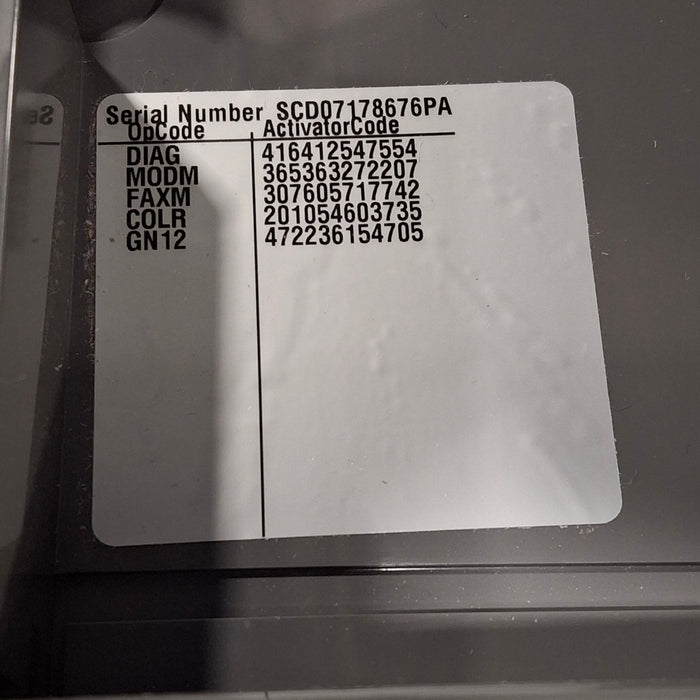 Serial Number SCD07178676PA
OpCode ActivatorCode
DIAG 416412547554
MODM 365363272207
FAXM 307605717742
COLR 201054603735
GN12 472236154705